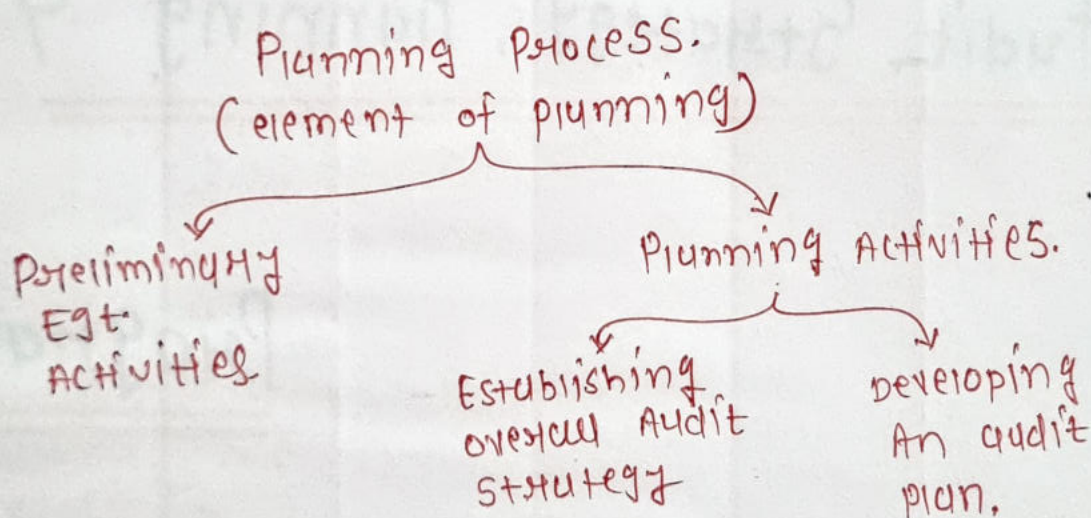 Planning Process.
(element of planning)
Preliminary
Egt.
Activities
Planning Activities.
Establishing
overall Audit
strategy
Developing
An audit
plan.